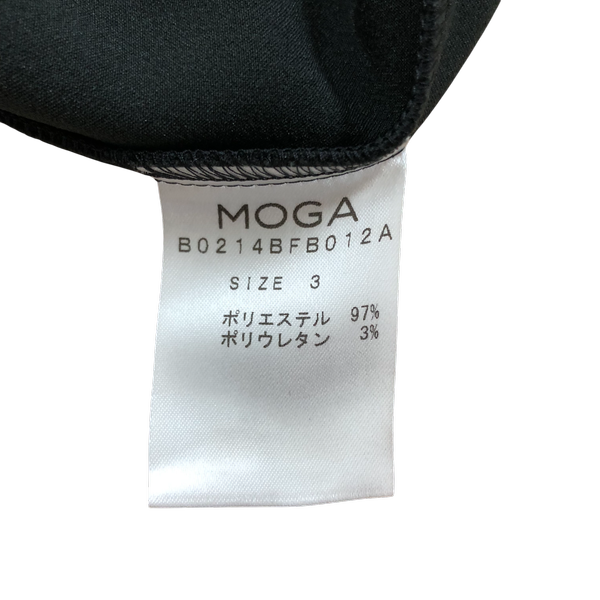 MOGA
B0214BFB012A
SIZE 3
ポリエステル 97%
ポリウレタン 3%